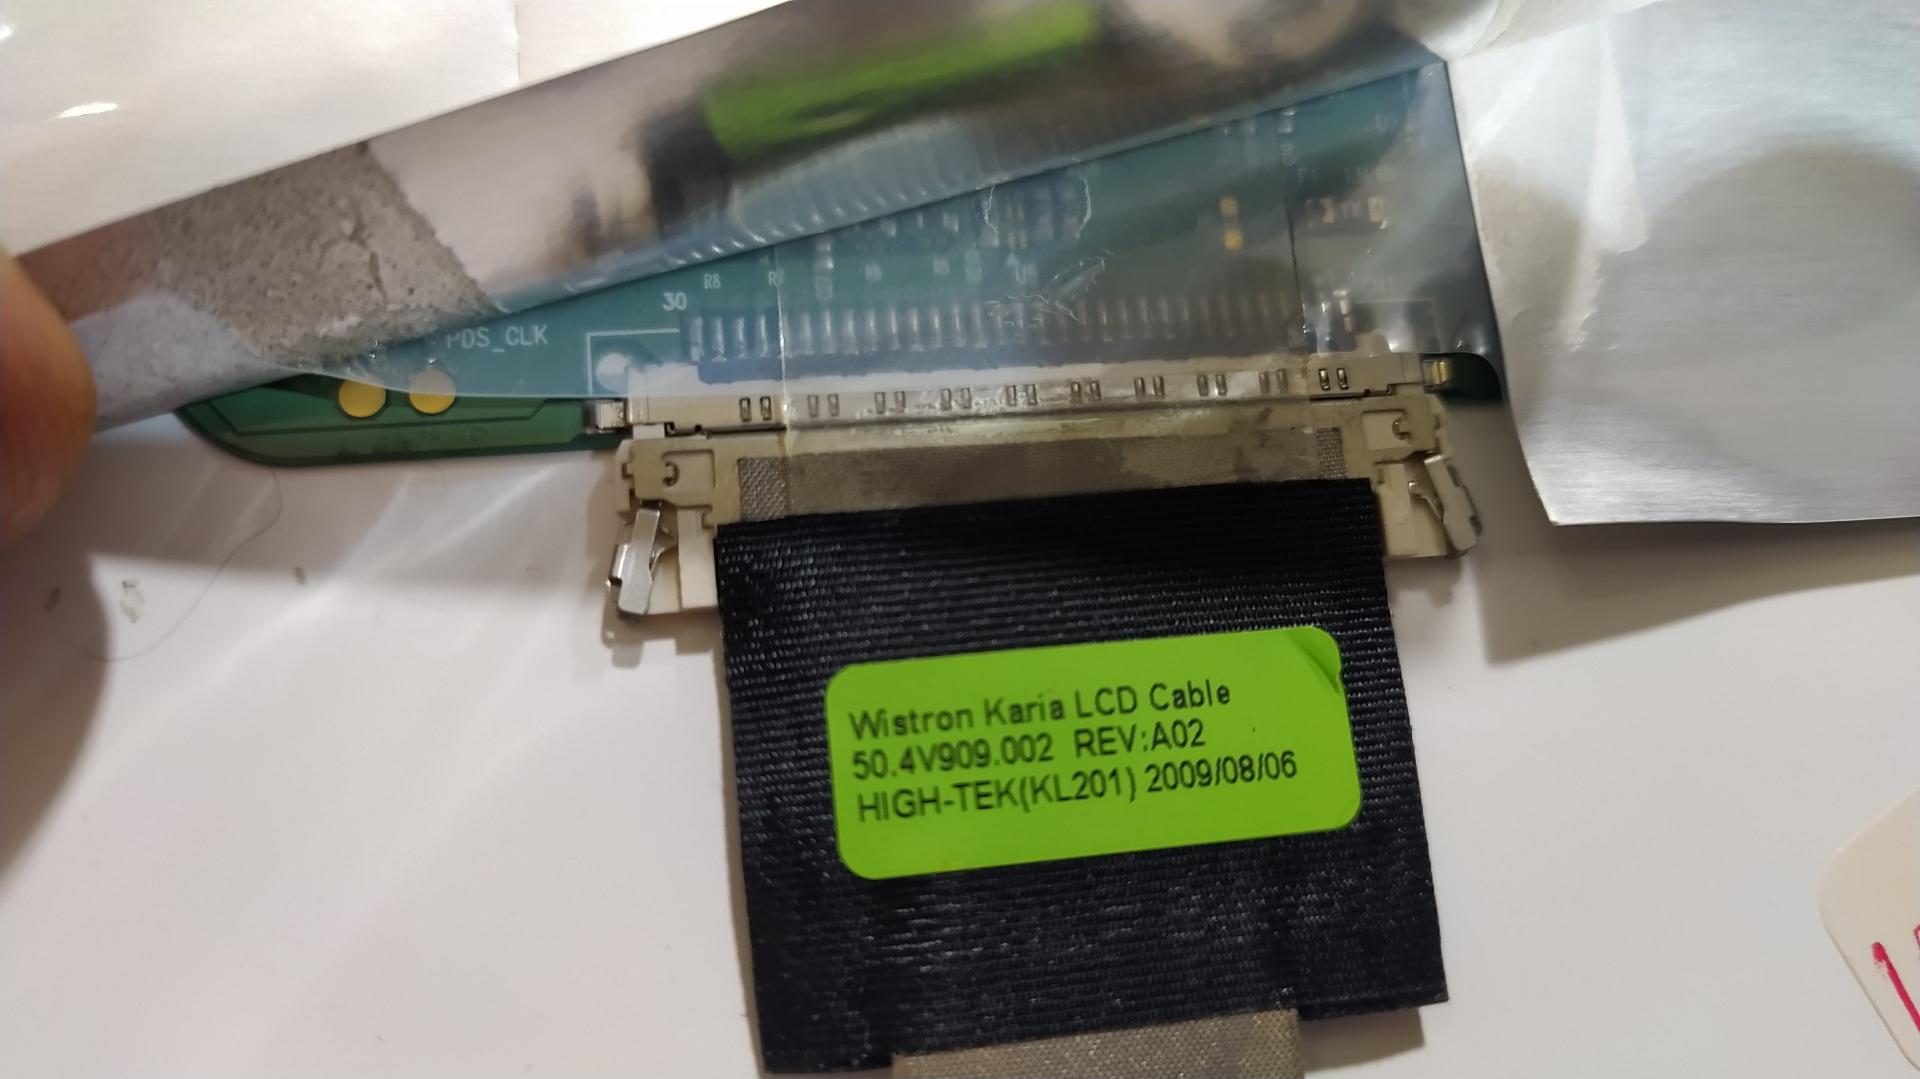 R8
30
PDS_CLK
Wistron Karia LCD Cable
50.4V909.002 REV:A02
HIGH-TEK(KL201) 2009/08/06